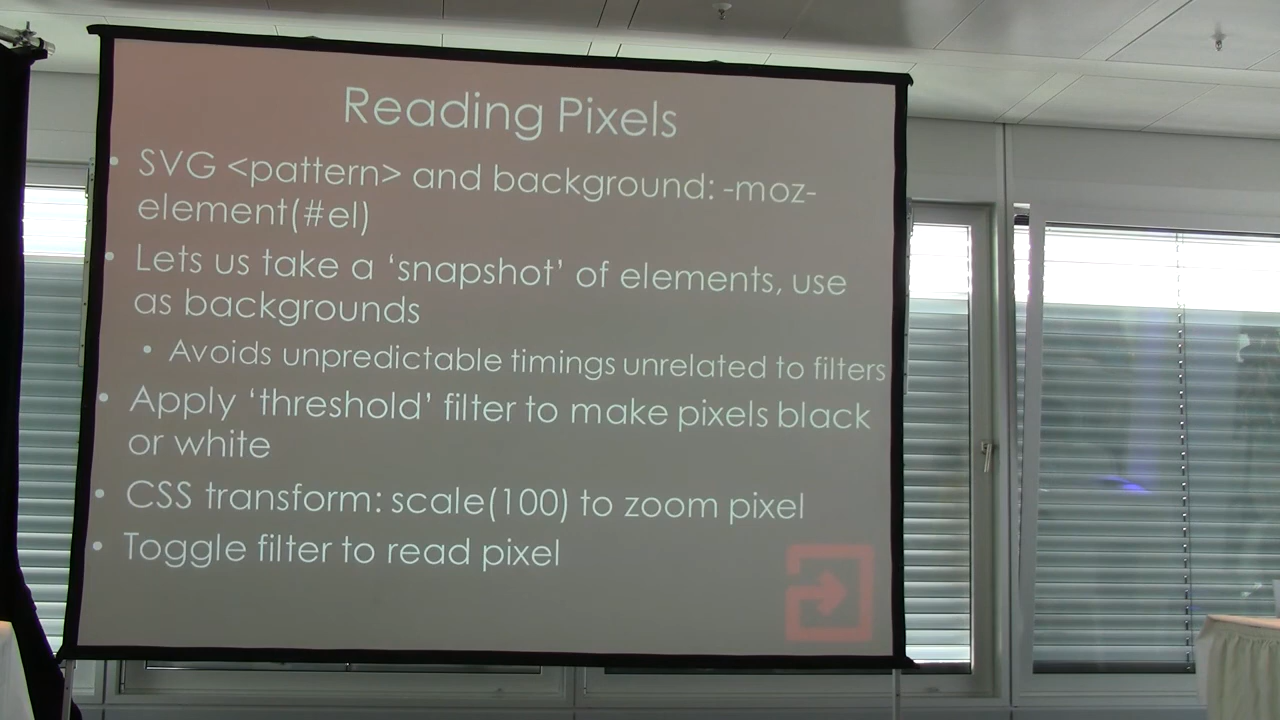 Reading Pixels
• SVG <pattern> and background: -moz-
element(#el)
• Lets us take a ‘snapshot’ of elements, use
as backgrounds
• Avoids unpredictable timings unrelated to filters
• Apply ‘threshold’ filter to make pixels black
or white
• CSS transform: scale(100) to zoom pixel
• Toggle filter to read pixel